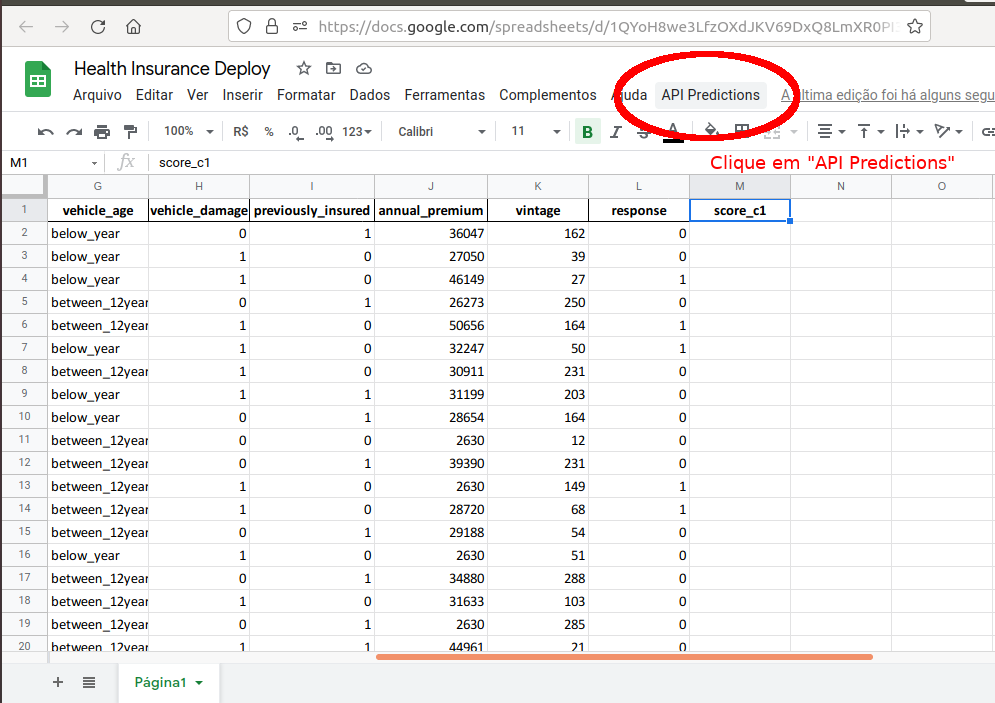 https://docs.google.com/spreadsheets/d/1QYoH8we3LfzOXdJKV69DxQ8LmXR0P
Health Insurance Deploy
Arquivo Editar Ver Inserir Formatar Dados Ferramentas Complementos Ajuda API Predictions A última edição foi há alguns segu
100% R$ % .0 .00 123 Calibri 11 B I S A
Clique em "API Predictions"
M1 fx score_c1
G H I J K L M N O
1 vehicle_age vehicle_damage previously_insured annual_premium vintage response score_c1
2 below_year 0 1 36047 162 0
3 below_year 1 0 27050 39 0
4 below_year 1 0 46149 27 1
5 between_12year 0 1 26273 250 0
6 between_12year 1 0 50656 164 1
7 below_year 1 0 32247 50 1
8 between_12year 1 0 30911 231 0
9 below_year 1 1 31199 203 0
10 below_year 0 1 28654 164 0
11 between_12year 0 0 2630 12 0
12 between_12year 0 1 39390 231 0
13 between_12year 1 0 2630 149 1
14 between_12year 1 0 28720 68 1
15 between_12year 0 1 29188 54 0
16 below_year 1 0 2630 51 0
17 between_12year 0 1 34880 288 0
18 between_12year 1 0 31633 103 0
19 between_12year 0 1 2630 285 0
20 between_12year 1 1 44961 21 0
Página1